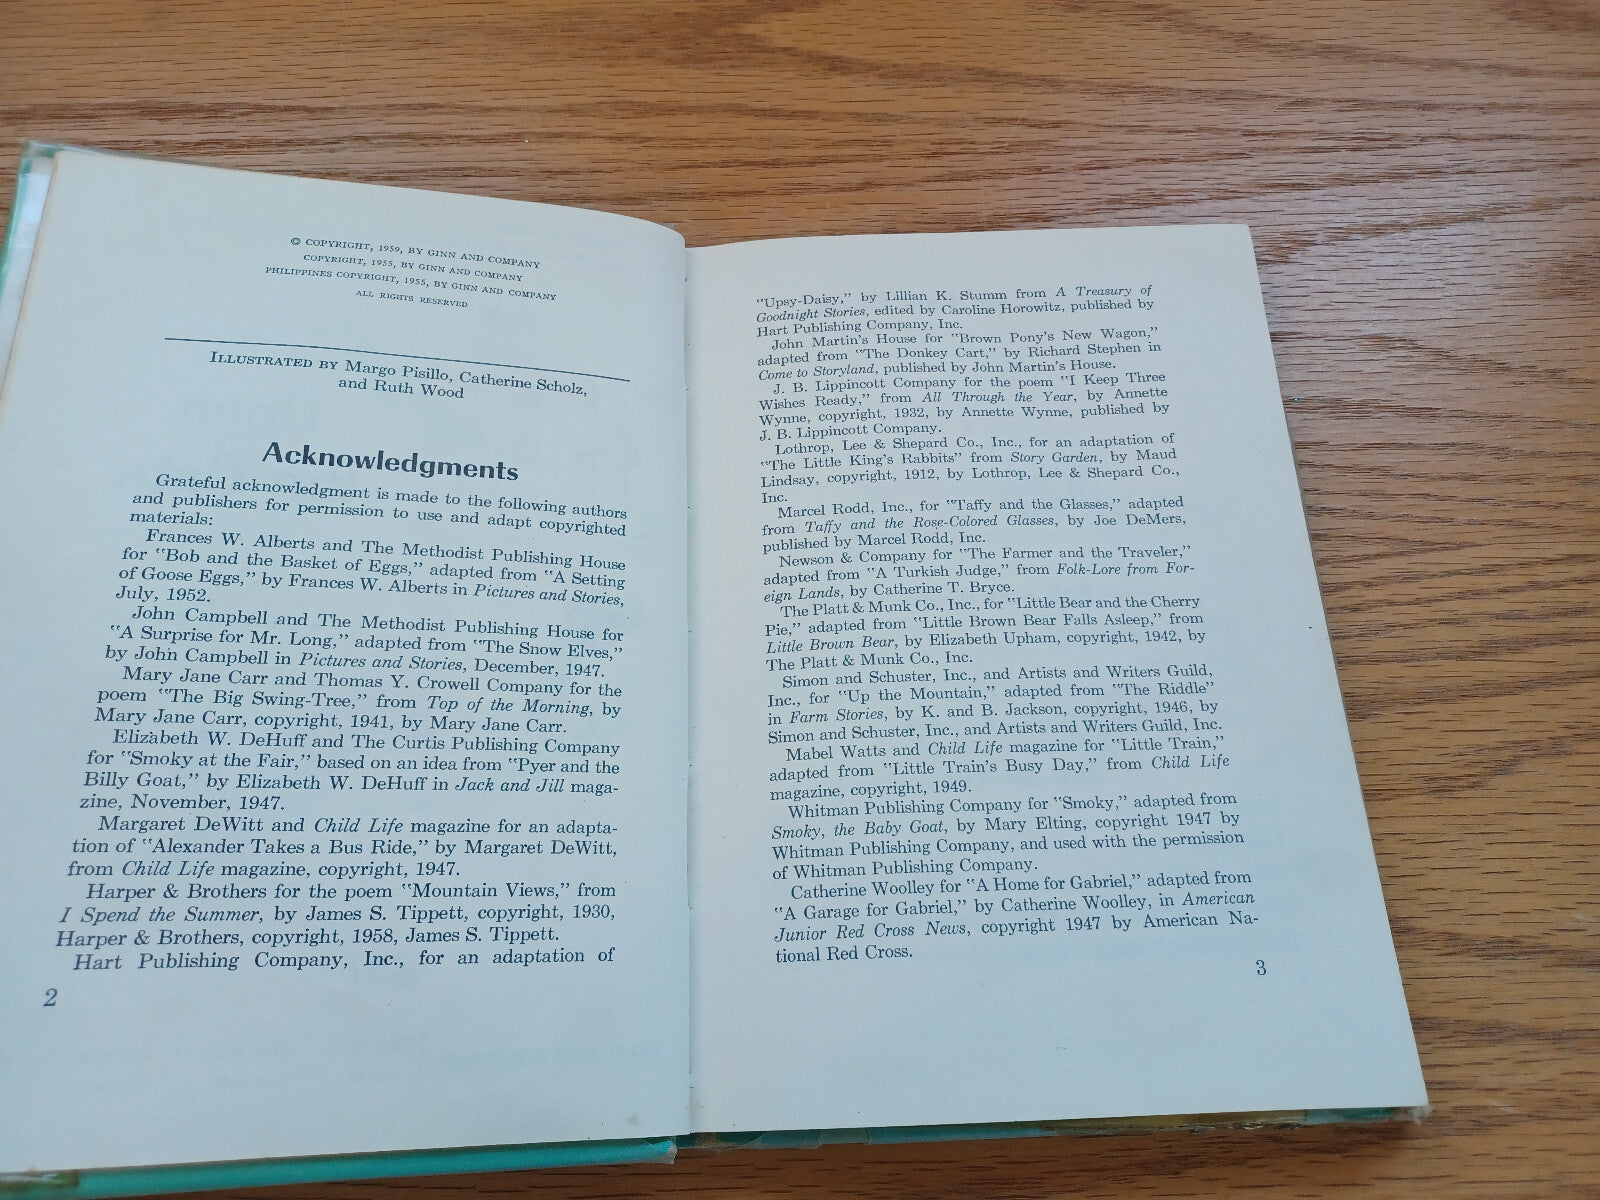 © COPYRIGHT, 1959, BY GINN AND COMPANY
COPYRIGHT, 1955, BY GINN AND COMPANY
PHILIPPINES COPYRIGHT, 1955, BY GINN AND COMPANY
ALL RIGHTS RESERVED
ILLUSTRATED BY Margo Pisillo, Catherine Scholz,
and Ruth Wood
Acknowledgments
Grateful acknowledgment is made to the following authors
and publishers for permission to use and adapt copyrighted
materials:
Frances W. Alberts and The Methodist Publishing House
for "Bob and the Basket of Eggs," adapted from "A Setting
of Goose Eggs," by Frances W. Alberts in Pictures and Stories,
July, 1952.
John Campbell and The Methodist Publishing House for
"A Surprise for Mr. Long," adapted from "The Snow Elves,"
by John Campbell in Pictures and Stories, December, 1947.
Mary Jane Carr and Thomas Y. Crowell Company for the
poem "The Big Swing-Tree," from Top of the Morning, by
Mary Jane Carr, copyright, 1941, by Mary Jane Carr.
Elizabeth W. DeHuff and The Curtis Publishing Company
for "Smoky at the Fair," based on an idea from "Pyer and the
Billy Goat," by Elizabeth W. DeHuff in Jack and Jill maga-
zine, November, 1947.
Margaret DeWitt and Child Life magazine for an adapta-
tion of "Alexander Takes a Bus Ride," by Margaret DeWitt,
from Child Life magazine, copyright, 1947.
Harper & Brothers for the poem "Mountain Views," from
I Spend the Summer, by James S. Tippett, copyright, 1930,
Harper & Brothers, copyright, 1958, James S. Tippett.
Hart Publishing Company, Inc., for an adaptation of
2
"Upsy-Daisy," by Lillian K. Stumm from A Treasury of
Goodnight Stories, edited by Caroline Horowitz, published by
Hart Publishing Company, Inc.
John Martin's House for "Brown Pony's New Wagon,"
adapted from "The Donkey Cart," by Richard Stephen in
Come to Storyland, published by John Martin's House.
J. B. Lippincott Company for the poem "I Keep Three
Wishes Ready," from All Through the Year, by Annette
Wynne, copyright, 1932, by Annette Wynne, published by
J. B. Lippincott Company.
Lothrop, Lee & Shepard Co., Inc., for an adaptation of
"The Little King's Rabbits" from Story Garden, by Maud
Lindsay, copyright, 1912, by Lothrop, Lee & Shepard Co.,
Inc.
Marcel Rodd, Inc., for "Taffy and the Glasses," adapted
from Taffy and the Rose-Colored Glasses, by Joe DeMers,
published by Marcel Rodd, Inc.
Newson & Company for "The Farmer and the Traveler,"
adapted from "A Turkish Judge," from Folk-Lore from For-
eign Lands, by Catherine T. Bryce.
The Platt & Munk Co., Inc., for "Little Bear and the Cherry
Pie," adapted from "Little Brown Bear Falls Asleep," from
Little Brown Bear, by Elizabeth Upham, copyright, 1942, by
The Platt & Munk Co., Inc.
Simon and Schuster, Inc., and Artists and Writers Guild,
Inc., for "Up the Mountain," adapted from "The Riddle"
in Farm Stories, by K. and B. Jackson, copyright, 1946, by
Simon and Schuster, Inc., and Artists and Writers Guild, Inc.
Mabel Watts and Child Life magazine for "Little Train,"
adapted from "Little Train's Busy Day," from Child Life
magazine, copyright, 1949.
Whitman Publishing Company for "Smoky," adapted from
Smoky, the Baby Goat, by Mary Elting, copyright 1947 by
Whitman Publishing Company, and used with the permission
of Whitman Publishing Company.
Catherine Woolley for "A Home for Gabriel," adapted from
"A Garage for Gabriel," by Catherine Woolley, in American
Junior Red Cross News, copyright 1947 by American Na-
tional Red Cross.
3